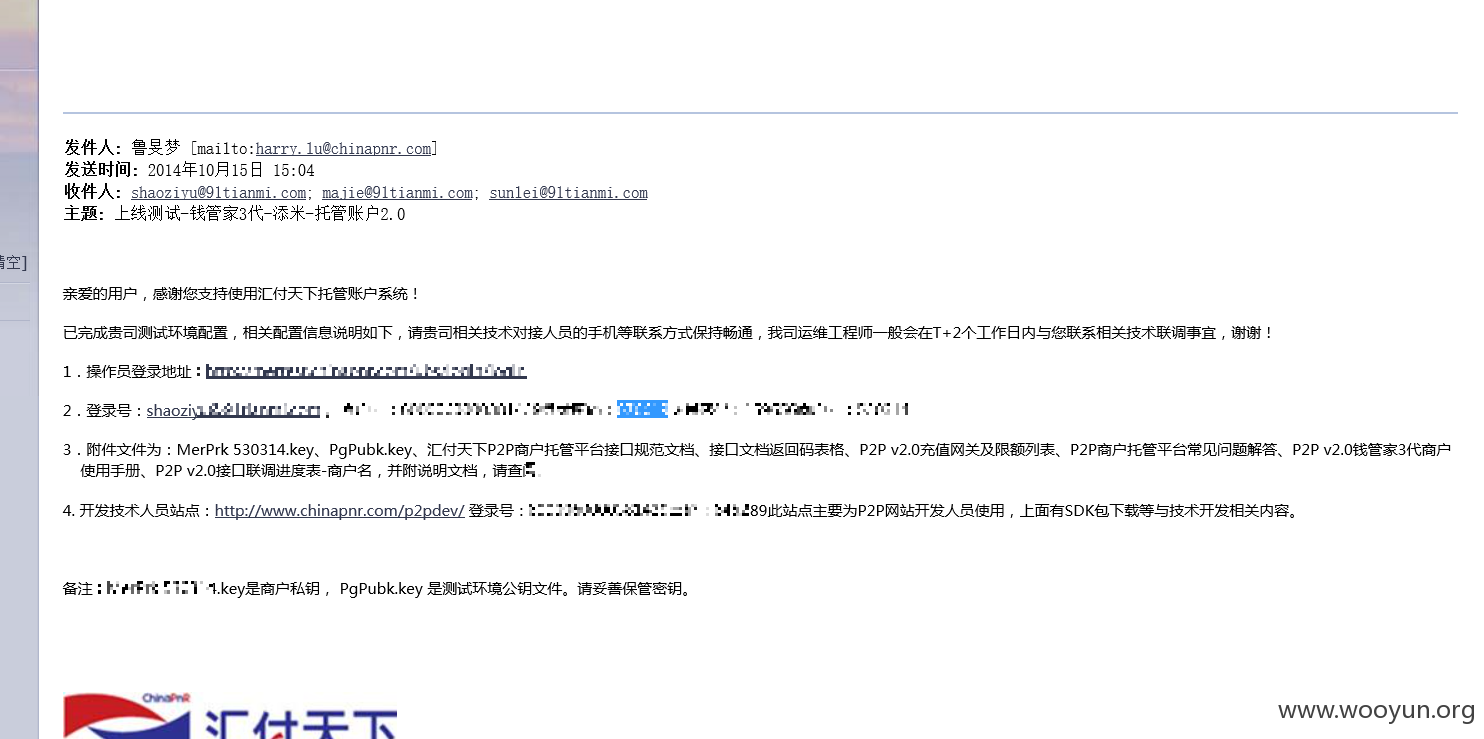 发件人：鲁旻梦 [mailto:harry.lu@chinapnr.com]
发送时间：2014年10月15日 15:04
收件人：shaoziyu@91tianmi.com; majie@91tianmi.com; sunlei@91tianmi.com
主题：上线测试-钱管家3代-添米-托管账户2.0
清空]
亲爱的用户，感谢您支持使用汇付天下托管账户系统！
已完成贵司测试环境配置，相关配置信息说明如下，请贵司相关技术对接人员的手机等联系方式保持畅通，我司运维工程师一般会在T+2个工作日内与您联系相关技术联调事宜，谢谢！
1．操作员登录地址：
2．登录号：
3．附件文件为：MerPrk 530314.key、PgPubk.key、汇付天下P2P商户托管平台接口规范文档、接口文档返回码表格、P2P v2.0充值网关及限额列表、P2P商户托管平台常见问题解答、P2P v2.0钱管家3代商户
使用手册、P2P v2.0接口联调进度表-商户名，并附说明文档，请查
4. 开发技术人员站点：http://www.chinapnr.com/p2pdev/ 登录号：89此站点主要为P2P网站开发人员使用，上面有SDK包下载等与技术开发相关内容。
备注：.key是商户私钥， PgPubk.key 是测试环境公钥文件。请妥善保管密钥。
ChinaPnR
汇付天下
www.wooyun.org